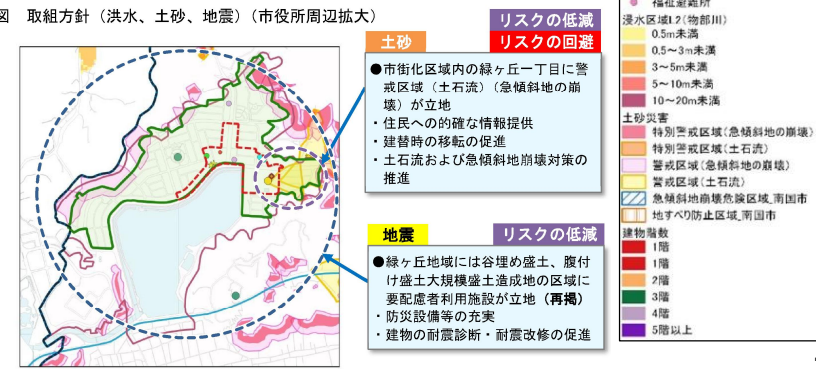 図 取組方針（洪水、土砂、地震）（市役所周辺拡大）
リスクの低減
土砂
リスクの回避
●市街化区域内の緑ヶ丘一丁目に警
戒区域（土石流）（急傾斜地の崩
壊）が立地
・住民への的確な情報提供
・建替時の移転の促進
・土石流および急傾斜地崩壊対策の
推進
地震
リスクの低減
●緑ヶ丘地域には谷埋め盛土、腹付
け盛土大規模盛土造成地の区域に
要配慮者利用施設が立地（再掲）
・防災設備等の充実
・建物の耐震診断・耐震改修の促進
福祉避難所
浸水区域L2（物部川）
0.5m未満
0.5～3m未満
3～5m未満
5～10m未満
10～20m未満
土砂災害
特別警戒区域（急傾斜地の崩壊）
特別警戒区域（土石流）
警戒区域（急傾斜地の崩壊）
警戒区域（土石流）
急傾斜地崩壊危険区域_南国市
地すべり防止区域_南国市
建物階数
1階
1階
2階
3階
4階
5階以上